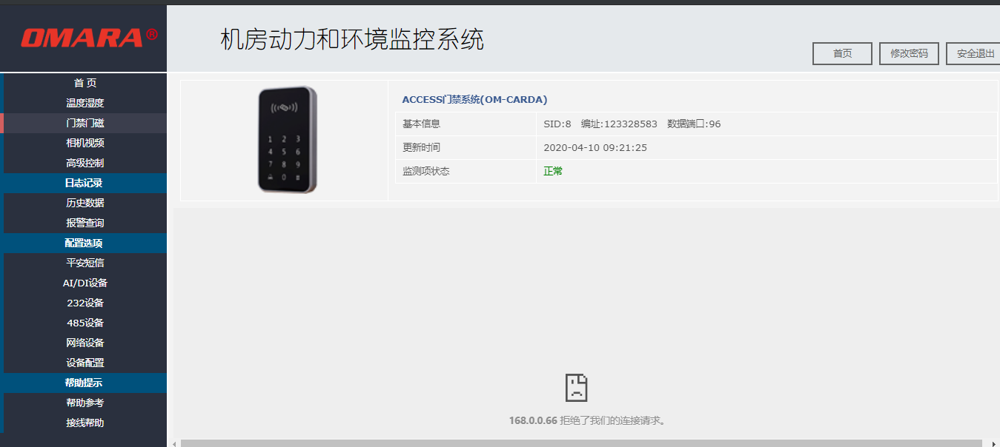 OMARA®
机房动力和环境监控系统
首页
修改密码
安全退出
首 页
温度湿度
门禁门磁
相机视频
高级控制
日志记录
历史数据
报警查询
配置选项
平安短信
AI/DI设备
232设备
485设备
网络设备
设备配置
帮助提示
帮助参考
接线帮助
1 2 3
4 5 6
7 8 9
0
ACCESS门禁系统(OM-CARDA)
基本信息 SID:8 编址:123328583 数据端口:96
更新时间 2020-04-10 09:21:25
监测项状态 正常
168.0.0.66 拒绝了我们的连接请求。